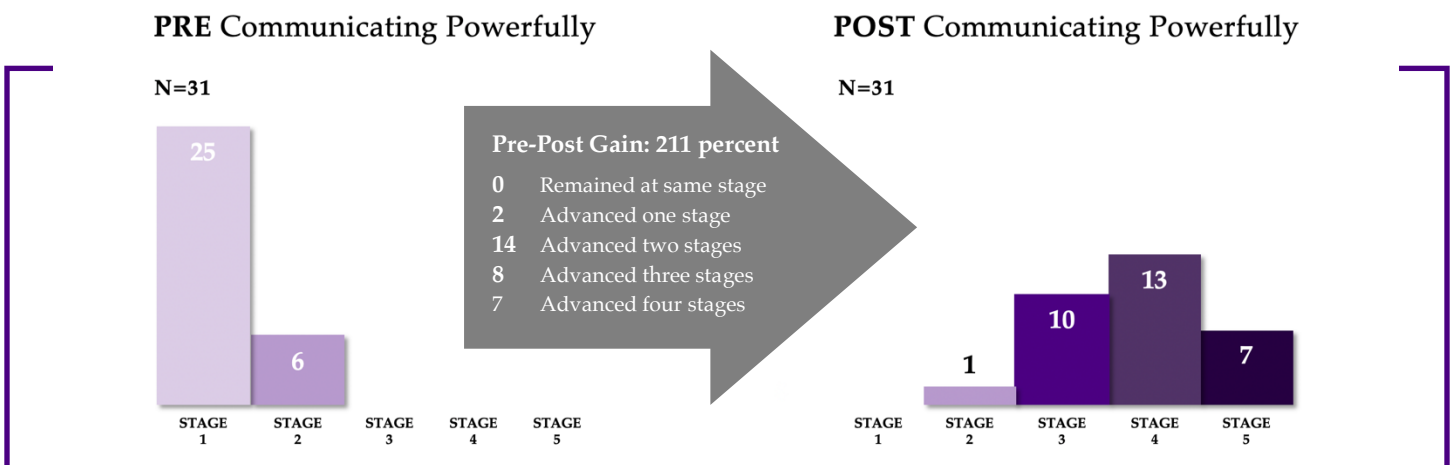 PRE Communicating Powerfully
N=31
25
6
STAGE 1
STAGE 2
STAGE 3
STAGE 4
STAGE 5
Pre-Post Gain: 211 percent
0 Remained at same stage
2 Advanced one stage
14 Advanced two stages
8 Advanced three stages
7 Advanced four stages
POST Communicating Powerfully
N=31
1
10
13
7
STAGE 1
STAGE 2
STAGE 3
STAGE 4
STAGE 5